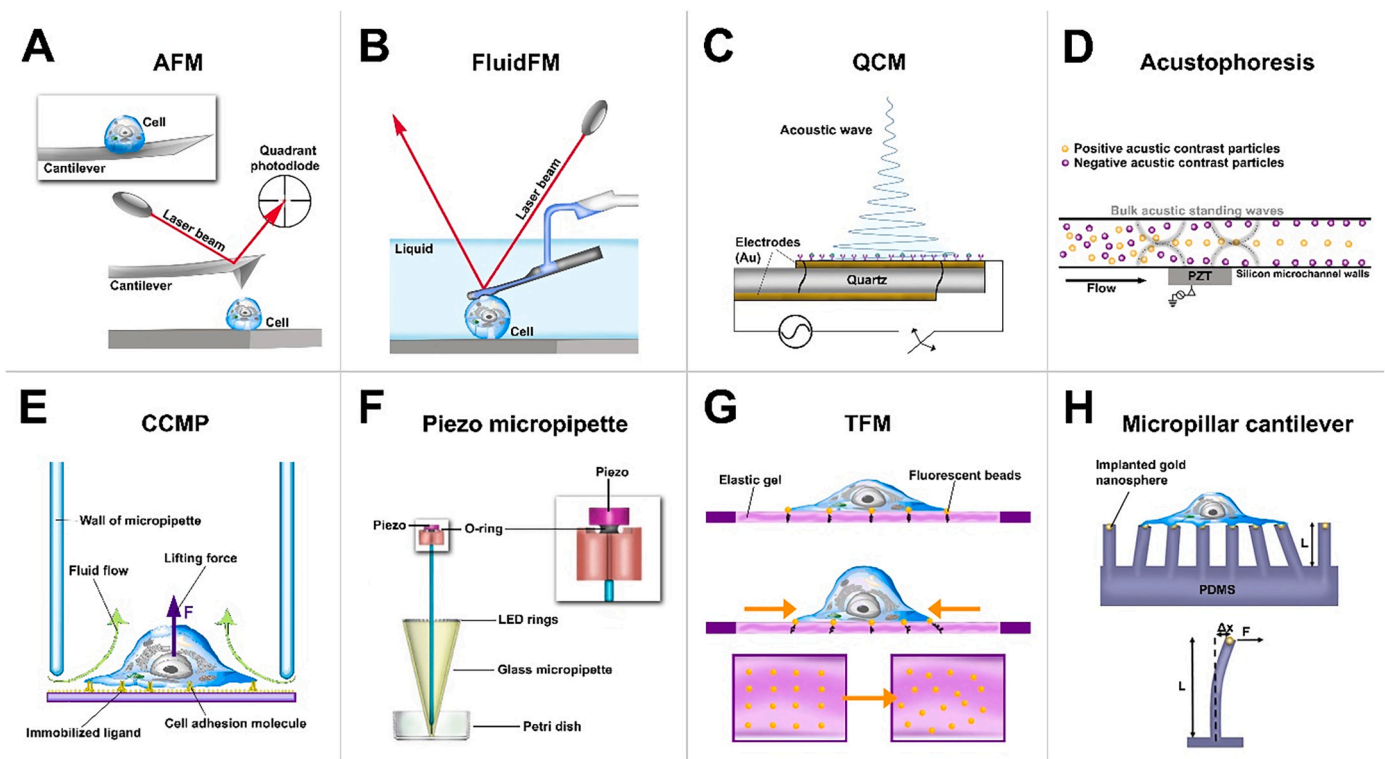 A
AFM
Cell
Cantilever
Quadrant
photodiode
Laser beam
Cantilever
Cell
B
FluidFM
Laser beam
Liquid
Cell
C
QCM
Acoustic wave
Electrodes
(Au)
Quartz
D
Acustophoresis
Positive acustic contrast particles
Negative acustic contrast particles
Bulk acustic standing waves
PZT
Silicon microchannel walls
Flow
E
CCMP
Wall of micropipette
Lifting force
Fluid flow
F
Immobilized ligand
Cell adhesion molecule
F
Piezo micropipette
Piezo
Piezo
O-ring
LED rings
Glass micropipette
Petri dish
G
TFM
Elastic gel
Fluorescent beads
H
Micropillar cantilever
Implanted gold
nanosphere
L
PDMS
Δx
F
L